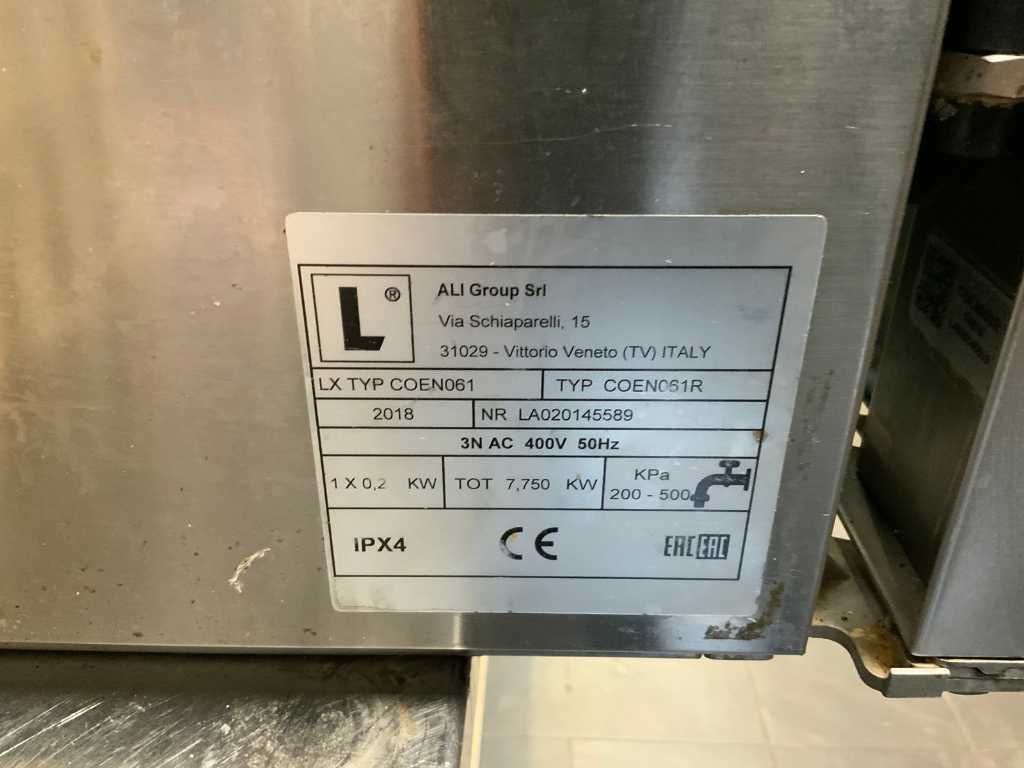 L ®
ALI Group Srl
Via Schiaparelli, 15
31029 - Vittorio Veneto (TV) ITALY
LX TYP COEN061
TYP COEN061R
2018
NR LA020145589
3N AC 400V 50Hz
1 X 0,2 KW
TOT 7,750 KW
KPa
200 - 500
IPX4
CE
EAC EAC